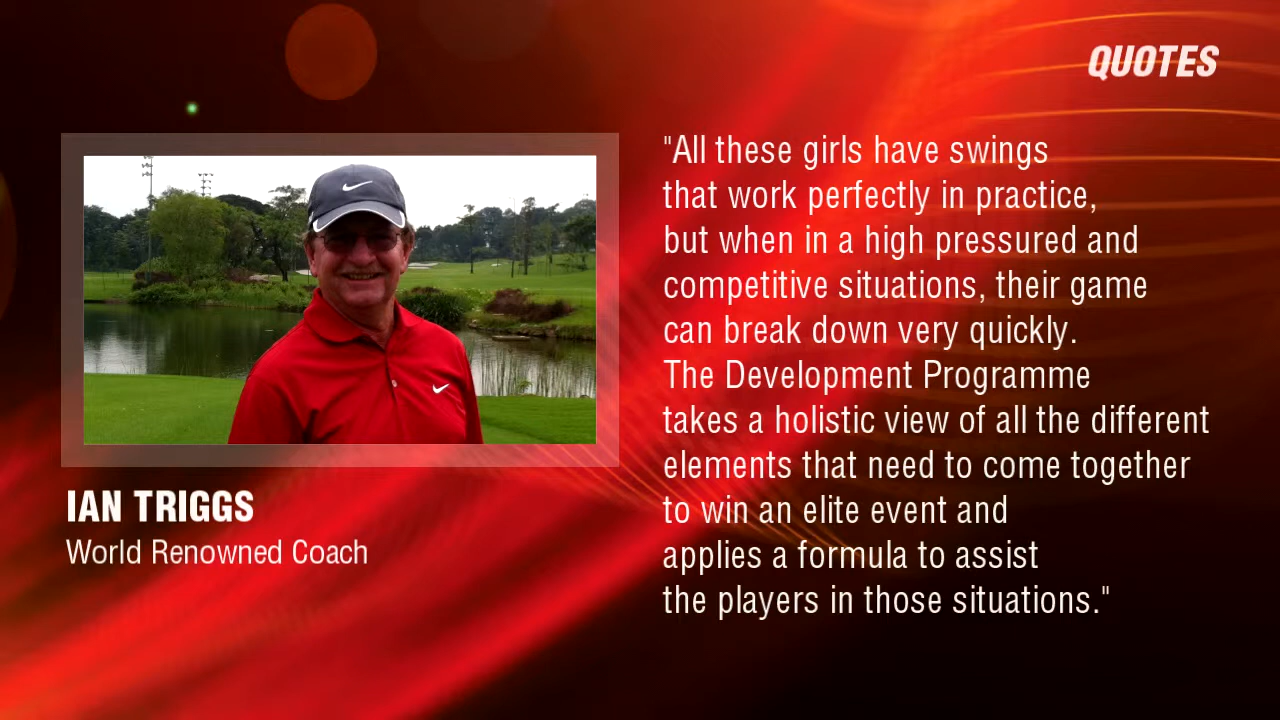 QUOTES
"All these girls have swings
that work perfectly in practice,
but when in a high pressured and
competitive situations, their game
can break down very quickly.
The Development Programme
takes a holistic view of all the different
elements that need to come together
to win an elite event and
applies a formula to assist
the players in those situations."
IAN TRIGGS
World Renowned Coach